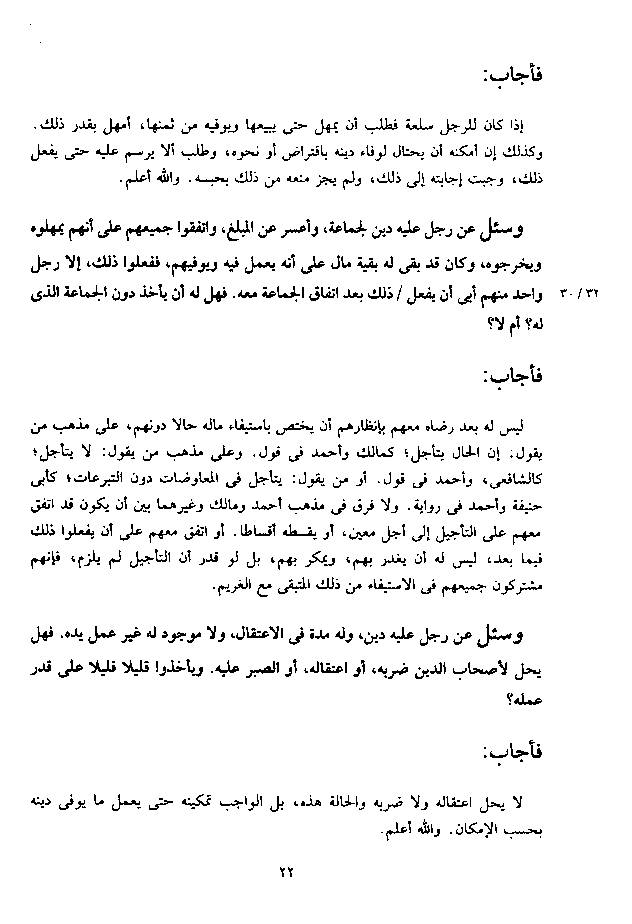 فأجاب:
إذا كان للرجل سلعة فطلب أن يمهل حتى يبيعها ويوفيه من ثمنها، أمهل بقدر ذلك.
وكذلك إن أمكنه أن يحتال لوفاء دينه باقتراض أو نحوه، وطلب ألا يرسم عليه حتى يفعل
ذلك، وجبت إجابته إلى ذلك، ولم يجز منعه من ذلك بحبسه. والله أعلم.
وسئل عن رجل عليه دين لجماعة، وأعسر عن المبلغ، واتفقوا جميعهم على أنهم يمهلوه
ويخرجوه، وكان قد بقى له بقية مال على أنه يعمل فيه ويوفيهم، ففعلوا ذلك، إلا رجل
واحد منهم أبى أن يفعل / ذلك بعد اتفاق الجماعة معه. فهل له أن يأخذ دون الجماعة الذى ٣٠/٣٢
له؟ أم لا؟
فأجاب:
ليس له بعد رضاه معهم بإنظارهم أن يختص باستيفاء ماله حالا دونهم، على مذهب من
يقول. إن الحال يتأجل؛ كمالك وأحمد فى قول. وعلى مذهب من يقول: لا يتأجل؛
كالشافعى، وأحمد فى قول. أو من يقول: يتأجل فى المعاوضات دون التبرعات؛ كأبى
حنيفة وأحمد فى رواية. ولا فرق فى مذهب أحمد ومالك وغيرهما بين أن يكون قد اتفق
معهم على التأجيل إلى أجل معين، أو يقسطه أقساطا. أو اتفق معهم على أن يفعلوا ذلك
فيما بعد، ليس له أن يغدر بهم، ويمكر بهم، بل لو قدر أن التأجيل لم يلزم، فإنهم
مشتركون جميعهم فى الاستيفاء من ذلك المتبقى مع الغريم.
وسئل عن رجل عليه دين، وله مدة فى الاعتقال، ولا موجود له غير عمل يده. فهل
يحل لأصحاب الدين ضربه، أو اعتقاله، أو الصبر عليه. ويأخذوا قليلا قليلا على قدر
عمله؟
فأجاب:
لا يحل اعتقاله ولا ضربه والحالة هذه، بل الواجب تمكينه حتى يعمل ما يوفى دينه
بحسب الإمكان. والله أعلم.
٢٢